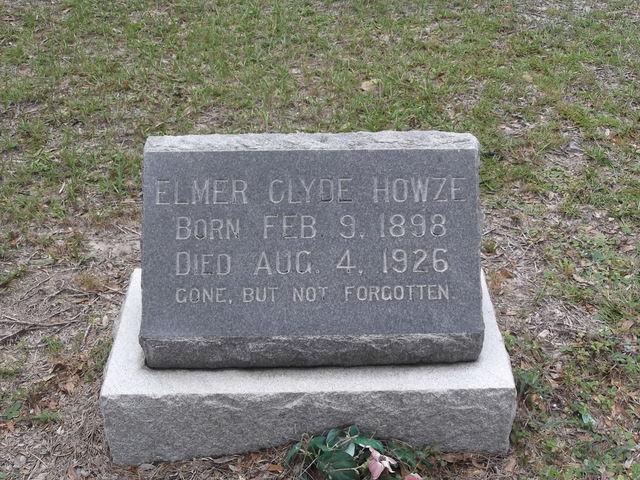 ELMER CLYDE HOWZE
BORN FEB. 9, 1898
DIED AUG. 4, 1926
GONE, BUT NOT FORGOTTEN.